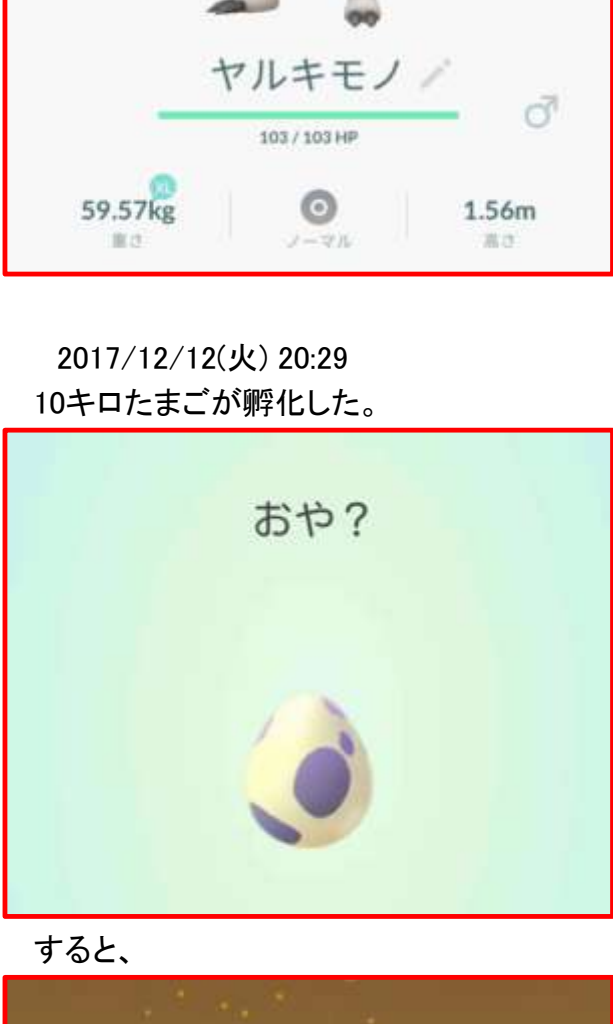 ヤルキモノ
103 / 103 HP
XL
59.57kg
1.56m
重さ
ノーマル
高さ
2017/12/12(火) 20:29
10キロたまごが孵化した。
おや？
すると、